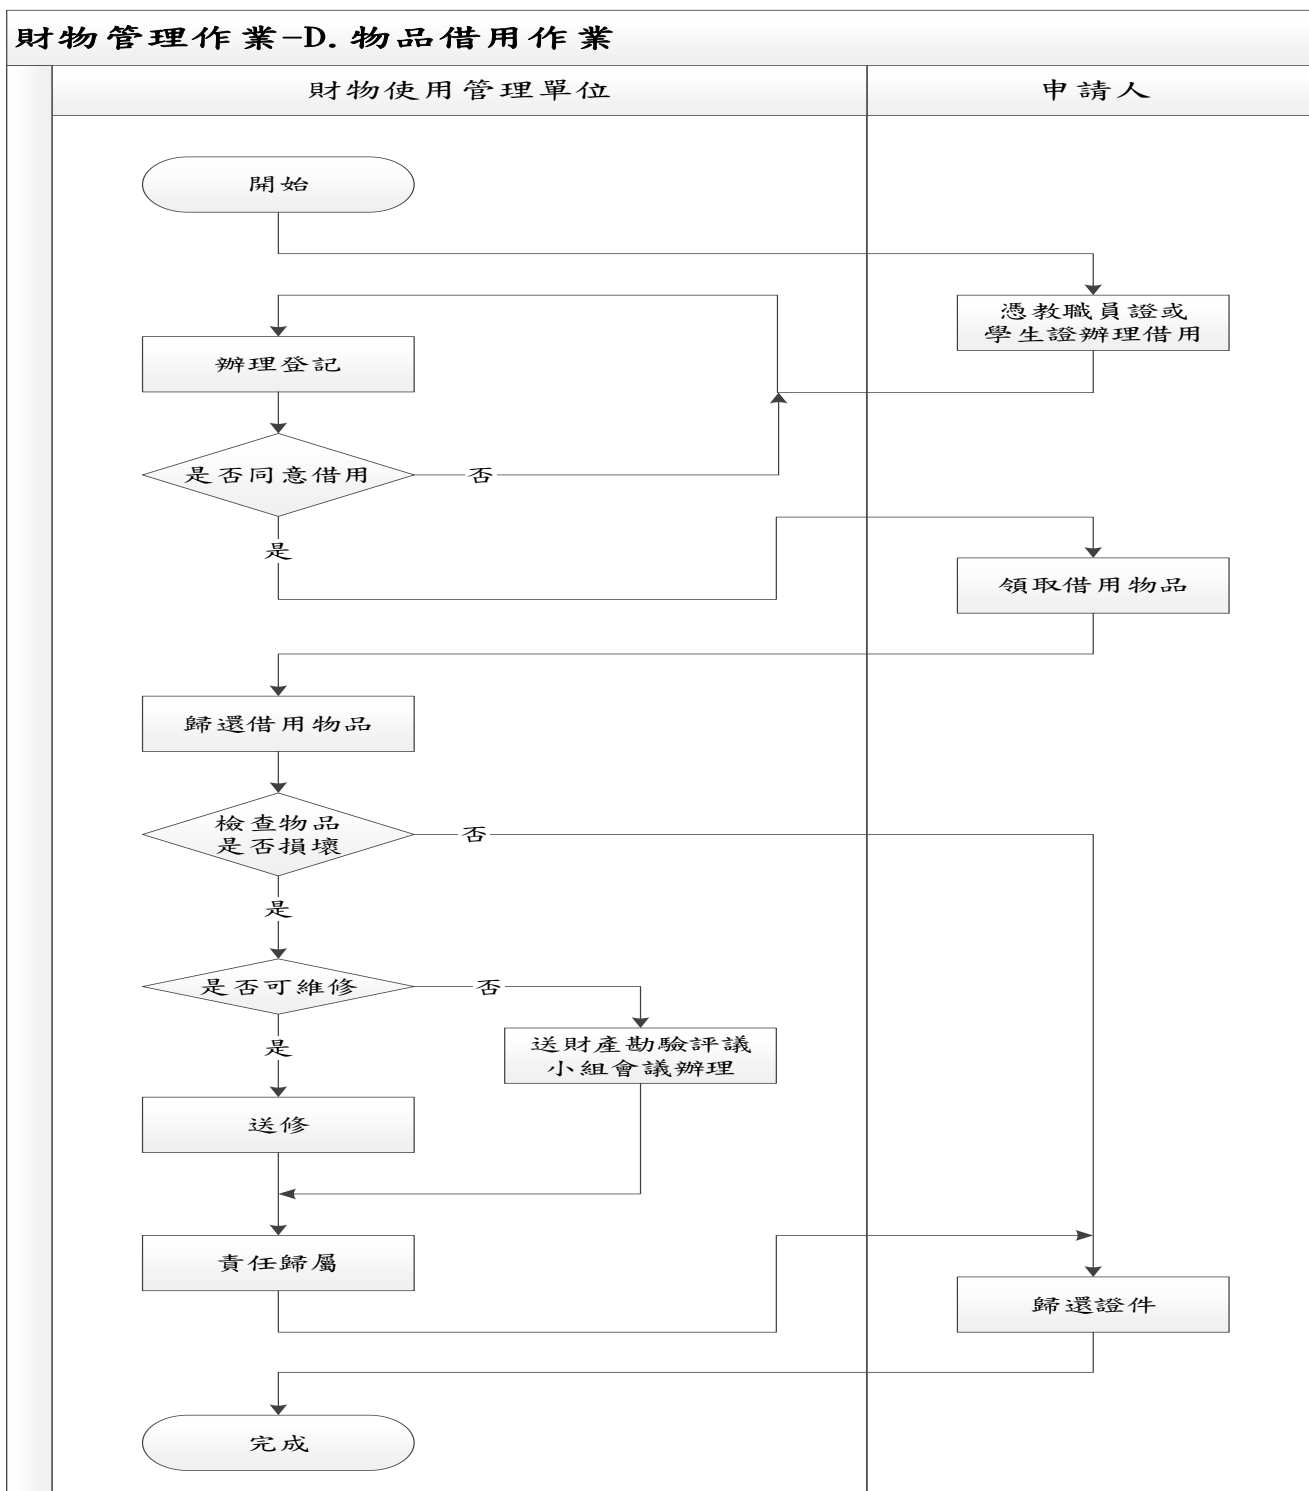 財物管理作業-D.物品借用作業
財物使用管理單位
申請人
開始
憑教職員證或
學生證辦理借用
辦理登記
是否同意借用
否
是
領取借用物品
歸還借用物品
檢查物品
是否損壞
否
是
是否可維修
否
是
送財產勘驗評議
小組會議辦理
送修
責任歸屬
歸還證件
完成